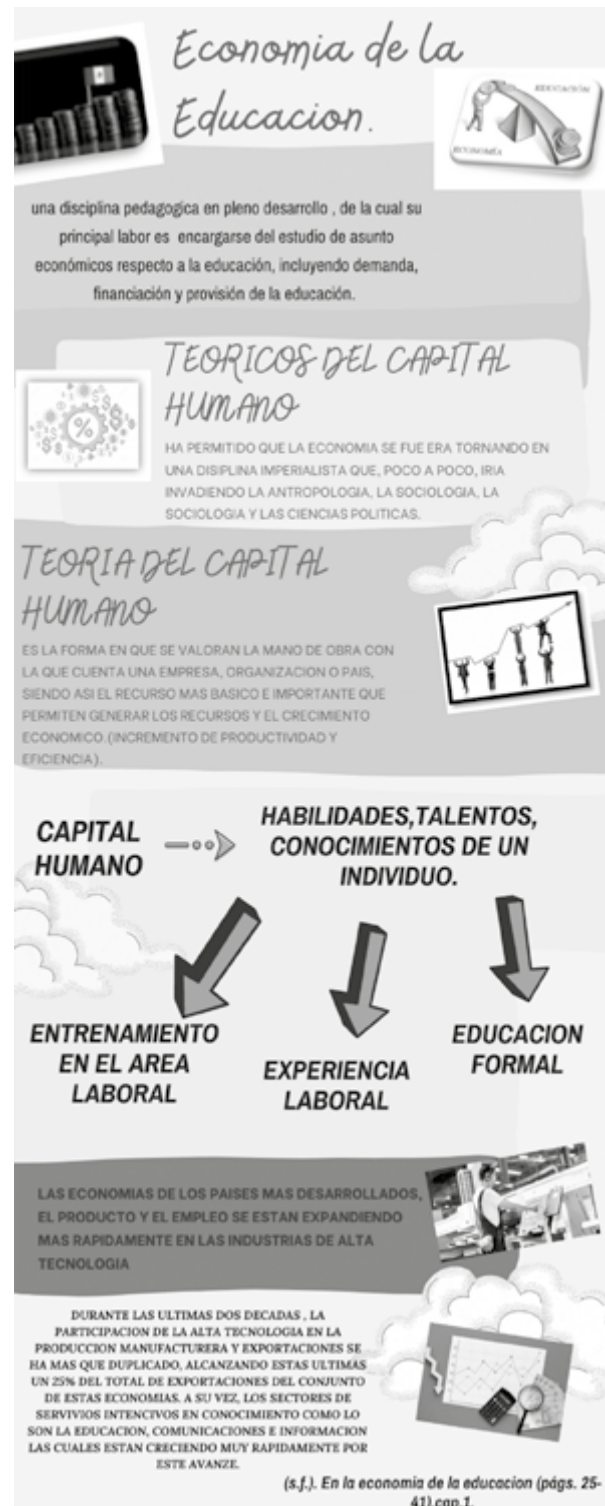 Economia de la
Educacion.
EDUCACIÓN
ECONOMÍA
una disciplina pedagogica en pleno desarrollo , de la cual su
principal labor es encargarse del estudio de asunto
económicos respecto a la educación, incluyendo demanda,
financiación y provisión de la educación.
TEORICOS DEL CAPITAL
HUMANO
HA PERMITIDO QUE LA ECONOMIA SE FUE ERA TORNANDO EN
UNA DISIPLINA IMPERIALISTA QUE, POCO A POCO, IRIA
INVADIENDO LA ANTROPOLOGIA, LA SOCIOLOGIA, LA
SOCIOLOGIA Y LAS CIENCIAS POLITICAS.
%
TEORIA DEL CAPITAL
HUMANO
ES LA FORMA EN QUE SE VALORAN LA MANO DE OBRA CON
LA QUE CUENTA UNA EMPRESA, ORGANIZACION O PAIS,
SIENDO ASI EL RECURSO MAS BASICO E IMPORTANTE QUE
PERMITEN GENERAR LOS RECURSOS Y EL CRECIMIENTO
ECONOMICO.(INCREMENTO DE PRODUCTIVIDAD Y
EFICIENCIA).
CAPITAL
HUMANO
HABILIDADES,TALENTOS,
CONOCIMIENTOS DE UN
INDIVIDUO.
ENTRENAMIENTO
EN EL AREA
LABORAL
EXPERIENCIA
LABORAL
EDUCACION
FORMAL
LAS ECONOMIAS DE LOS PAISES MAS DESARROLLADOS,
EL PRODUCTO Y EL EMPLEO SE ESTAN EXPANDIENDO
MAS RAPIDAMENTE EN LAS INDUSTRIAS DE ALTA
TECNOLOGIA
DURANTE LAS ULTIMAS DOS DECADAS , LA
PARTICIPACION DE LA ALTA TECNOLOGIA EN LA
PRODUCCION MANUFACTURERA Y EXPORTACIONES SE
HA MAS QUE DUPLICADO, ALCANZANDO ESTAS ULTIMAS
UN 25% DEL TOTAL DE EXPORTACIONES DEL CONJUNTO
DE ESTAS ECONOMIAS. A SU VEZ, LOS SECTORES DE
SERVIVIOS INTENCIVOS EN CONOCIMIENTO COMO LO
SON LA EDUCACION, COMUNICACIONES E INFORMACION
LAS CUALES ESTAN CRECIENDO MUY RAPIDAMENTE POR
ESTE AVANZE.
(s.f.). En la economia de la educacion (págs. 25-
41) cap.1.